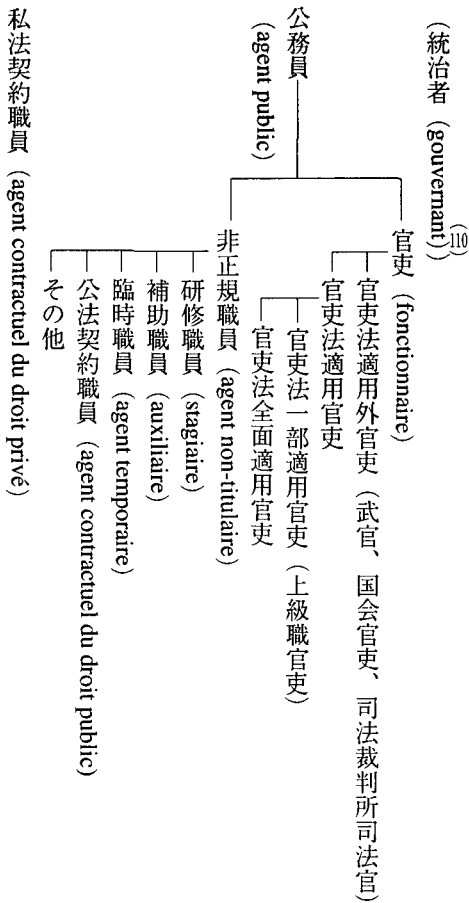 （統治者（gouvernant））
(110)
公務員
(agent public)
官吏（fonctionnaire）
官吏法適用外官吏（武官、国会官吏、司法裁判所司法官）
官吏法適用官吏
官吏法一部適用官吏（上級職官吏）
官吏法全面適用官吏
非正規職員（agent non-titulaire）
研修職員（stagiaire）
補助職員（auxiliaire）
臨時職員（agent temporaire）
公法契約職員（agent contractuel du droit public）
その他
私法契約職員（agent contractuel du droit privé）